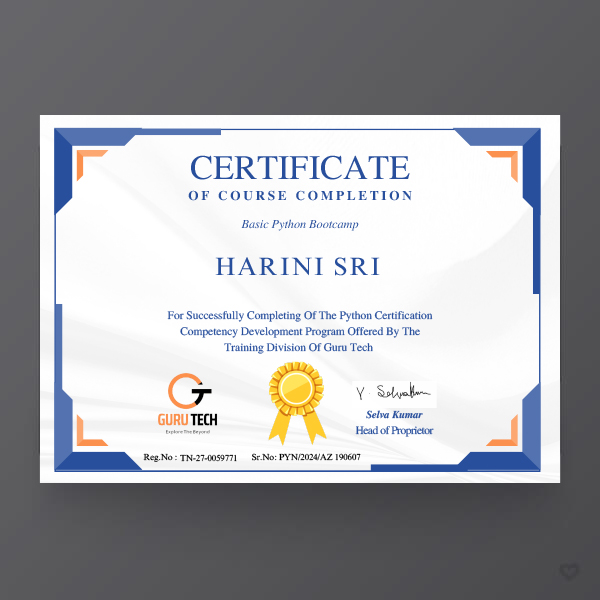 CERTIFICATE
OF COURSE COMPLETION
Basic Python Bootcamp
HARINI SRI
For Successfully Completing Of The Python Certification
Competency Development Program Offered By The
Training Division Of Guru Tech
GURU TECH
Explore The Beyond
Y. Selvakum
Selva Kumar
Head of Proprietor
Reg.No : TN-27-0059771 Sr.No: PYN/2024/AZ 190607